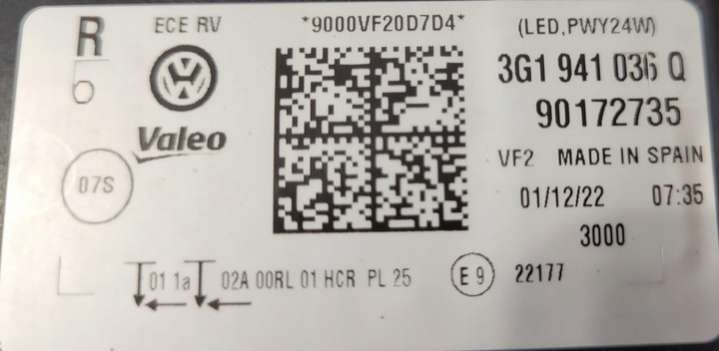 R ECE RV *9000VF20D7D4* (LED,PWY24W)
3G1 941 036 Q
90172735
Valeo
VF2 MADE IN SPAIN
07S
01/12/22 07:35
3000
01 1a 02A 00RL 01 HCR PL 25 E9 22177